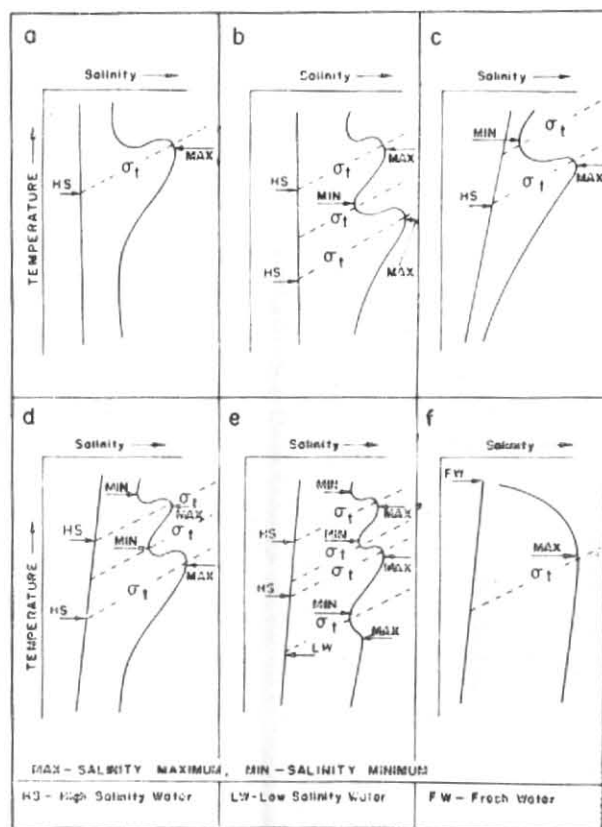 a
Salinity
TEMPERATURE
HS
σt
MAX
b
Salinity
HS
σt
MAX
MIN
σt
σt
HS
MAX
c
Salinity
MIN
σt
HS
σt
MAX
d
Salinity
TEMPERATURE
MIN
σt
MAX
HS
MIN
σt
σt
MAX
HS
e
Salinity
MIN
σt
MAX
HS
MIN
σt
σt
MAX
HS
MIN
σt
MAX
LW
f
Salinity
FW
MAX
σt
MAX – SALINITY MAXIMUM, MIN – SALINITY MINIMUM
HS – High Salinity Water
LW – Low Salinity Water
FW – Fresh Water